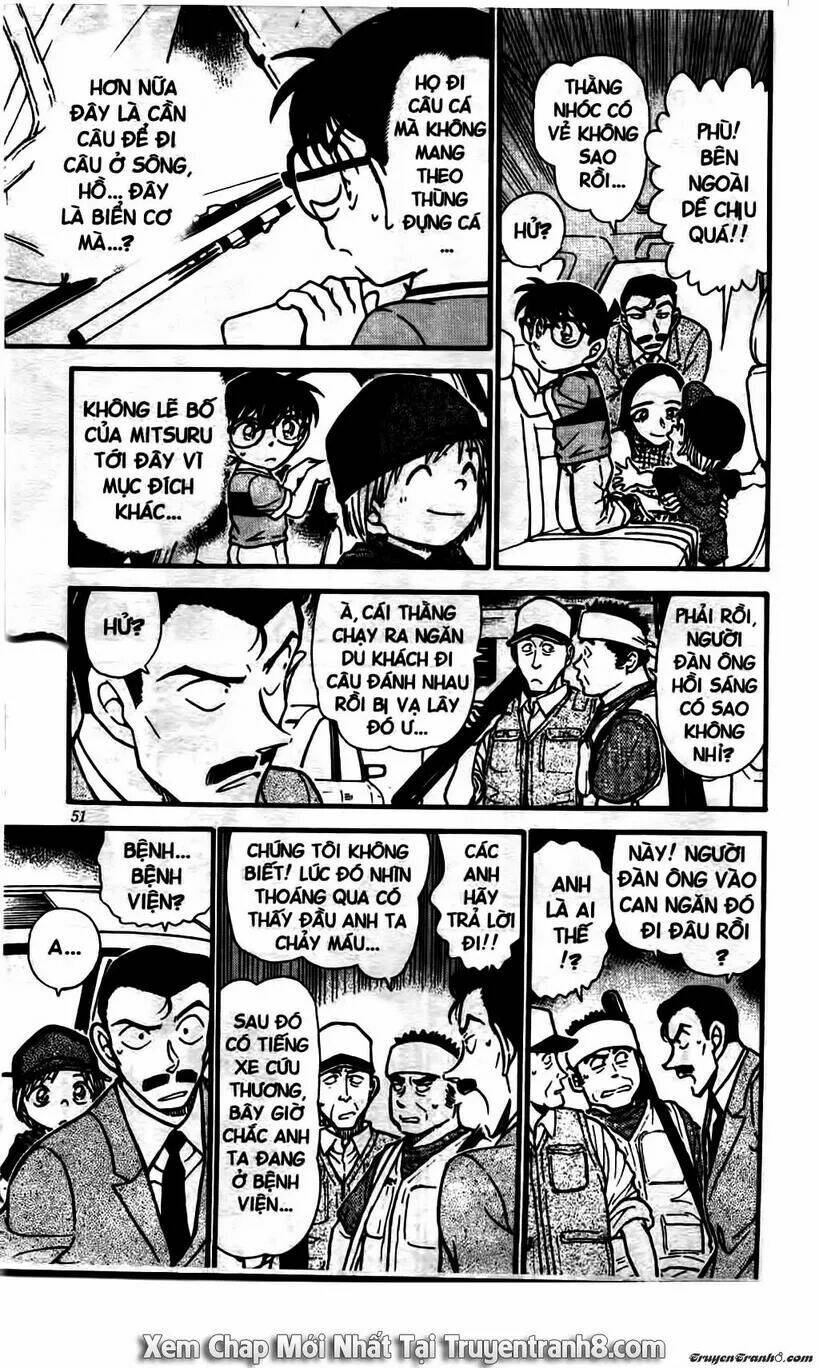 PHÙ!
BÊN
NGOÀI
DỄ CHỊU
QUÁ!!
THẰNG
NHÓC CÓ
VẺ KHÔNG
SAO
RỒI...
HỬ?
HỌ ĐI
CÂU CÁ
MÀ KHÔNG
MANG
THEO
THÙNG
ĐỰNG CÁ
...
HƠN NỮA
ĐÂY LÀ CẦN
CÂU ĐỂ ĐI
CÂU Ở SÔNG,
HỒ... ĐÂY
LÀ BIỂN CƠ
MÀ...?
KHÔNG LẼ BỐ
CỦA MITSURU
TỚI ĐÂY VÌ
MỤC ĐÍCH
KHÁC...
PHẢI RỒI,
NGƯỜI
ĐÀN ÔNG
HỒI SÁNG
CÓ SAO
KHÔNG
NHỈ?
À, CÁI THẰNG
CHẠY RA NGĂN
DU KHÁCH ĐI
CÂU ĐÁNH NHAU
RỒI BỊ VẠ LÂY
ĐÓ Ư...
HỬ?
51
NÀY! NGƯỜI
ĐÀN ÔNG VÀO
CAN NGĂN ĐÓ
ĐI ĐÂU RỒI
?
ANH
LÀ AI
THẾ
!?
CÁC
ANH
HÃY
TRẢ LỜI
ĐI!!
CHÚNG TÔI KHÔNG
BIẾT! LÚC ĐÓ NHÌN
THOÁNG QUA CÓ
THẤY ĐẦU ANH TA
CHẢY MÁU...
SAU ĐÓ
CÓ TIẾNG
XE CỨU
THƯƠNG,
BÂY GIỜ
CHẮC ANH
TA ĐANG
Ở BỆNH
VIỆN...
BỆNH...
BỆNH
VIỆN?
A...
Xem Chap Mới Nhất Tại Truyentranh8.com
TruyenTranh8.com